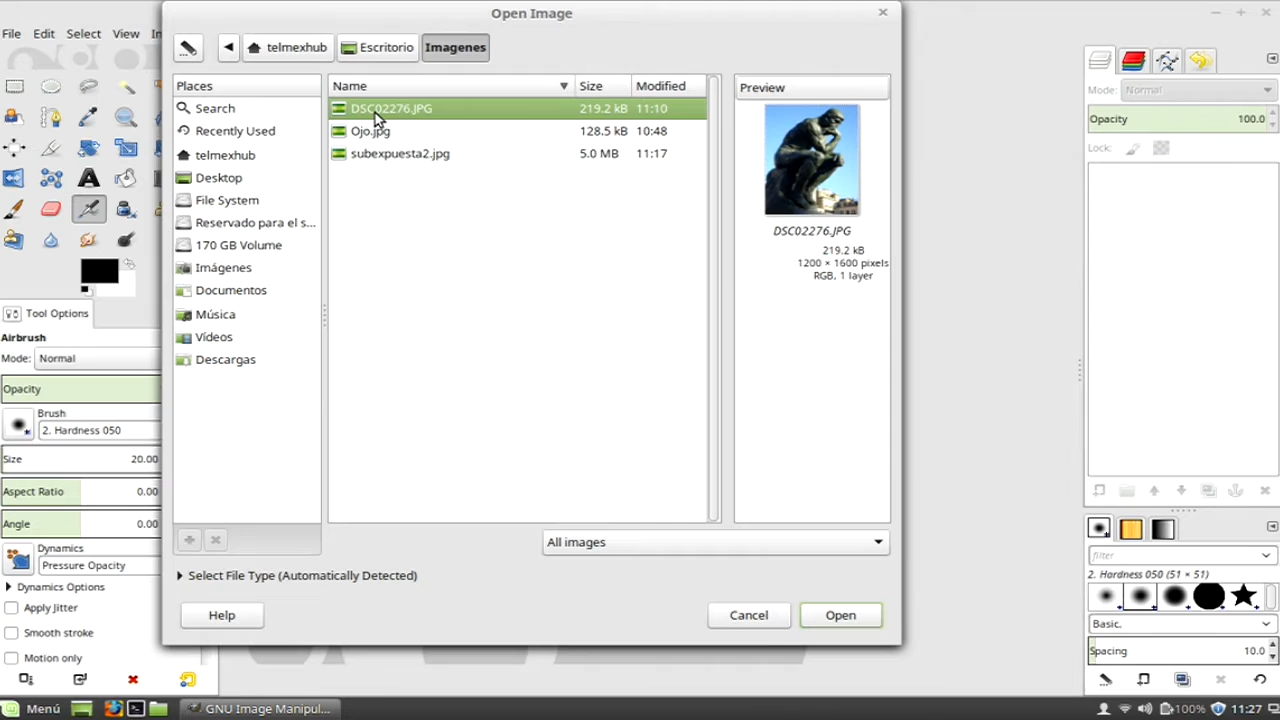 Open Image
File Edit Select View In
telmexhub Escritorio Imagenes
Places
Search
Recently Used
telmexhub
Desktop
File System
Reservado para el s...
170 GB Volume
Imágenes
Documentos
Música
Vídeos
Descargas
Name Size Modified
DSC02276.JPG 219.2 kB 11:10
Ojo.jpg 128.5 kB 10:48
subexpuesta2.jpg 5.0 MB 11:17
Preview
DSC02276.JPG
219.2 kB
1200 × 1600 pixels
RGB, 1 layer
All images
Select File Type (Automatically Detected)
Help Cancel Open
Tool Options
Airbrush
Mode: Normal
Opacity
Brush
2. Hardness 050
Size 20.00
Aspect Ratio 0.00
Angle 0.00
Dynamics
Pressure Opacity
Dynamics Options
Apply Jitter
Smooth stroke
Motion only
Mode: Normal
Opacity 100.0
Lock:
filter
2. Hardness 050 (51 × 51)
Basic.
Spacing 10.0
Menú GNU Image Manipul... 100% 11:27